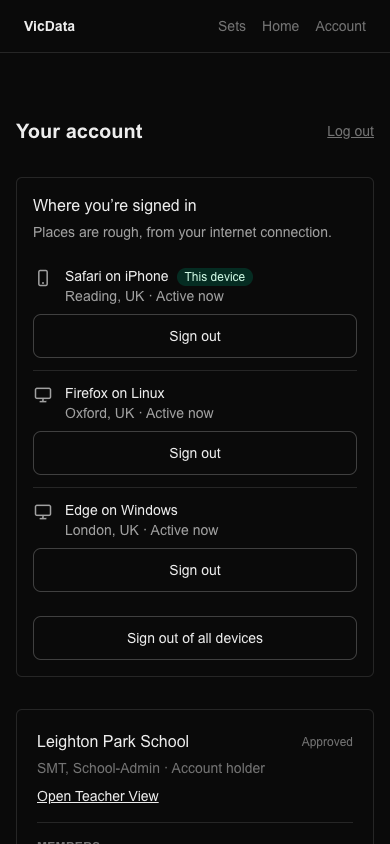 VicData
Sets Home Account
Your account
Log out
Where you’re signed in
Places are rough, from your internet connection.
Safari on iPhone This device
Reading, UK · Active now
Sign out
Firefox on Linux
Oxford, UK · Active now
Sign out
Edge on Windows
London, UK · Active now
Sign out
Sign out of all devices
Leighton Park School
Approved
SMT, School-Admin · Account holder
Open Teacher View